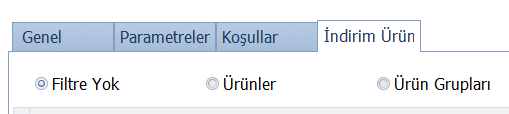 Genel Parametreler Koşullar İndirim Ürün
Filtre Yok Ürünler Ürün Grupları